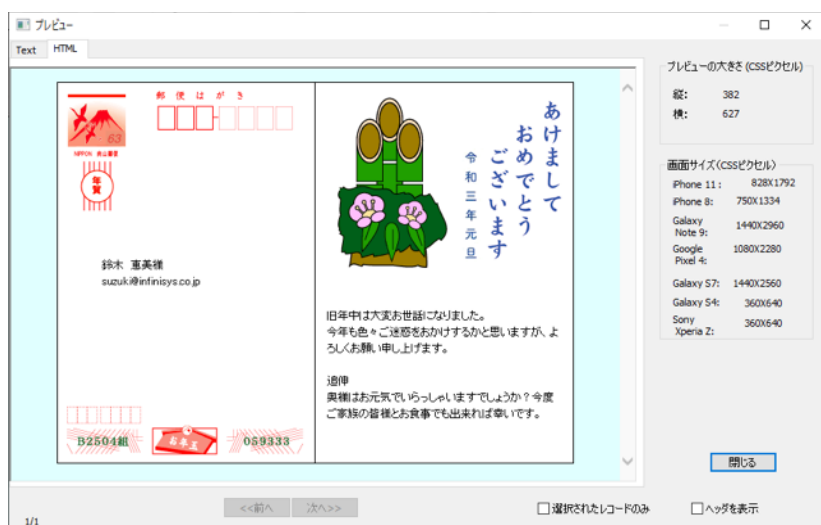 プレビュー
Text HTML
郵便はがき
63
NIPPON 富山景
年賀
鈴木 恵美様
suzuki@infinisys.co.jp
B2504組
お年玉
059333
あけまして
おめでとう
ございます
令和三年元旦
旧年中は大変お世話になりました。
今年も色々ご迷惑をおかけするかと思いますが、よ
ろしくお願い申し上げます。
追伸
奥様はお元気でいらっしゃいますでしょうか?今度
ご家族の皆様とお食事でも出来れば幸いです。
プレビューの大きさ(CSSピクセル)
縦: 382
横: 627
画面サイズ(CSSピクセル)
iPhone 11: 828X1792
iPhone 8: 750X1334
Galaxy
Note 9: 1440X2960
Google
Pixel 4: 1080X2280
Galaxy S7: 1440X2560
Galaxy S4: 360X640
Sony
Xperia Z: 360X640
閉じる
<<前へ 次へ>>
選択されたレコードのみ
ヘッダを表示
1/1